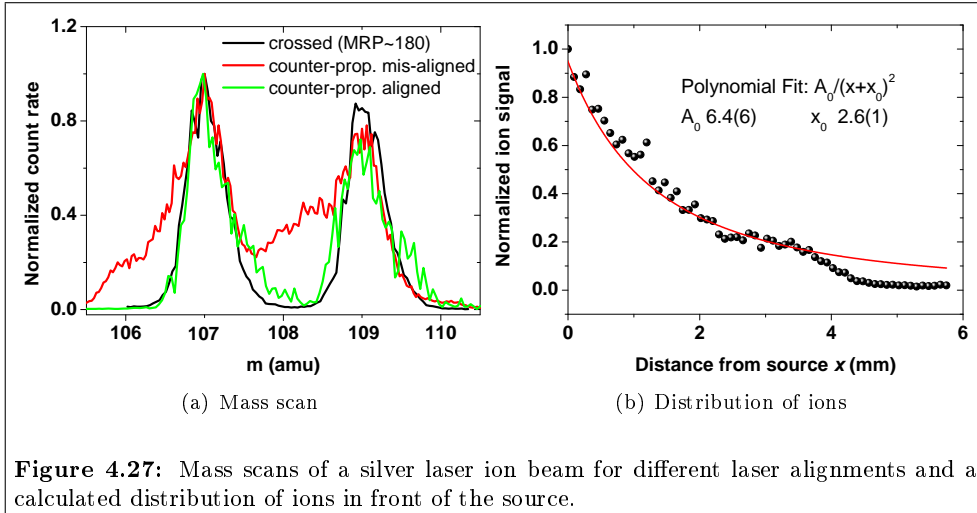 1.2
0.8
0.4
0.0
Normalized count rate
crossed (MRP~180)
counter-prop. mis-aligned
counter-prop. aligned
106 107 108 109 110
m (amu)
(a) Mass scan
1.0
0.8
0.6
0.4
0.2
0.0
Normalized ion signal
Polynomial Fit: A₀/(x+x₀)²
A₀ 6.4(6) x₀ 2.6(1)
0 2 4 6
Distance from source x (mm)
(b) Distribution of ions
Figure 4.27: Mass scans of a silver laser ion beam for different laser alignments and a
calculated distribution of ions in front of the source.